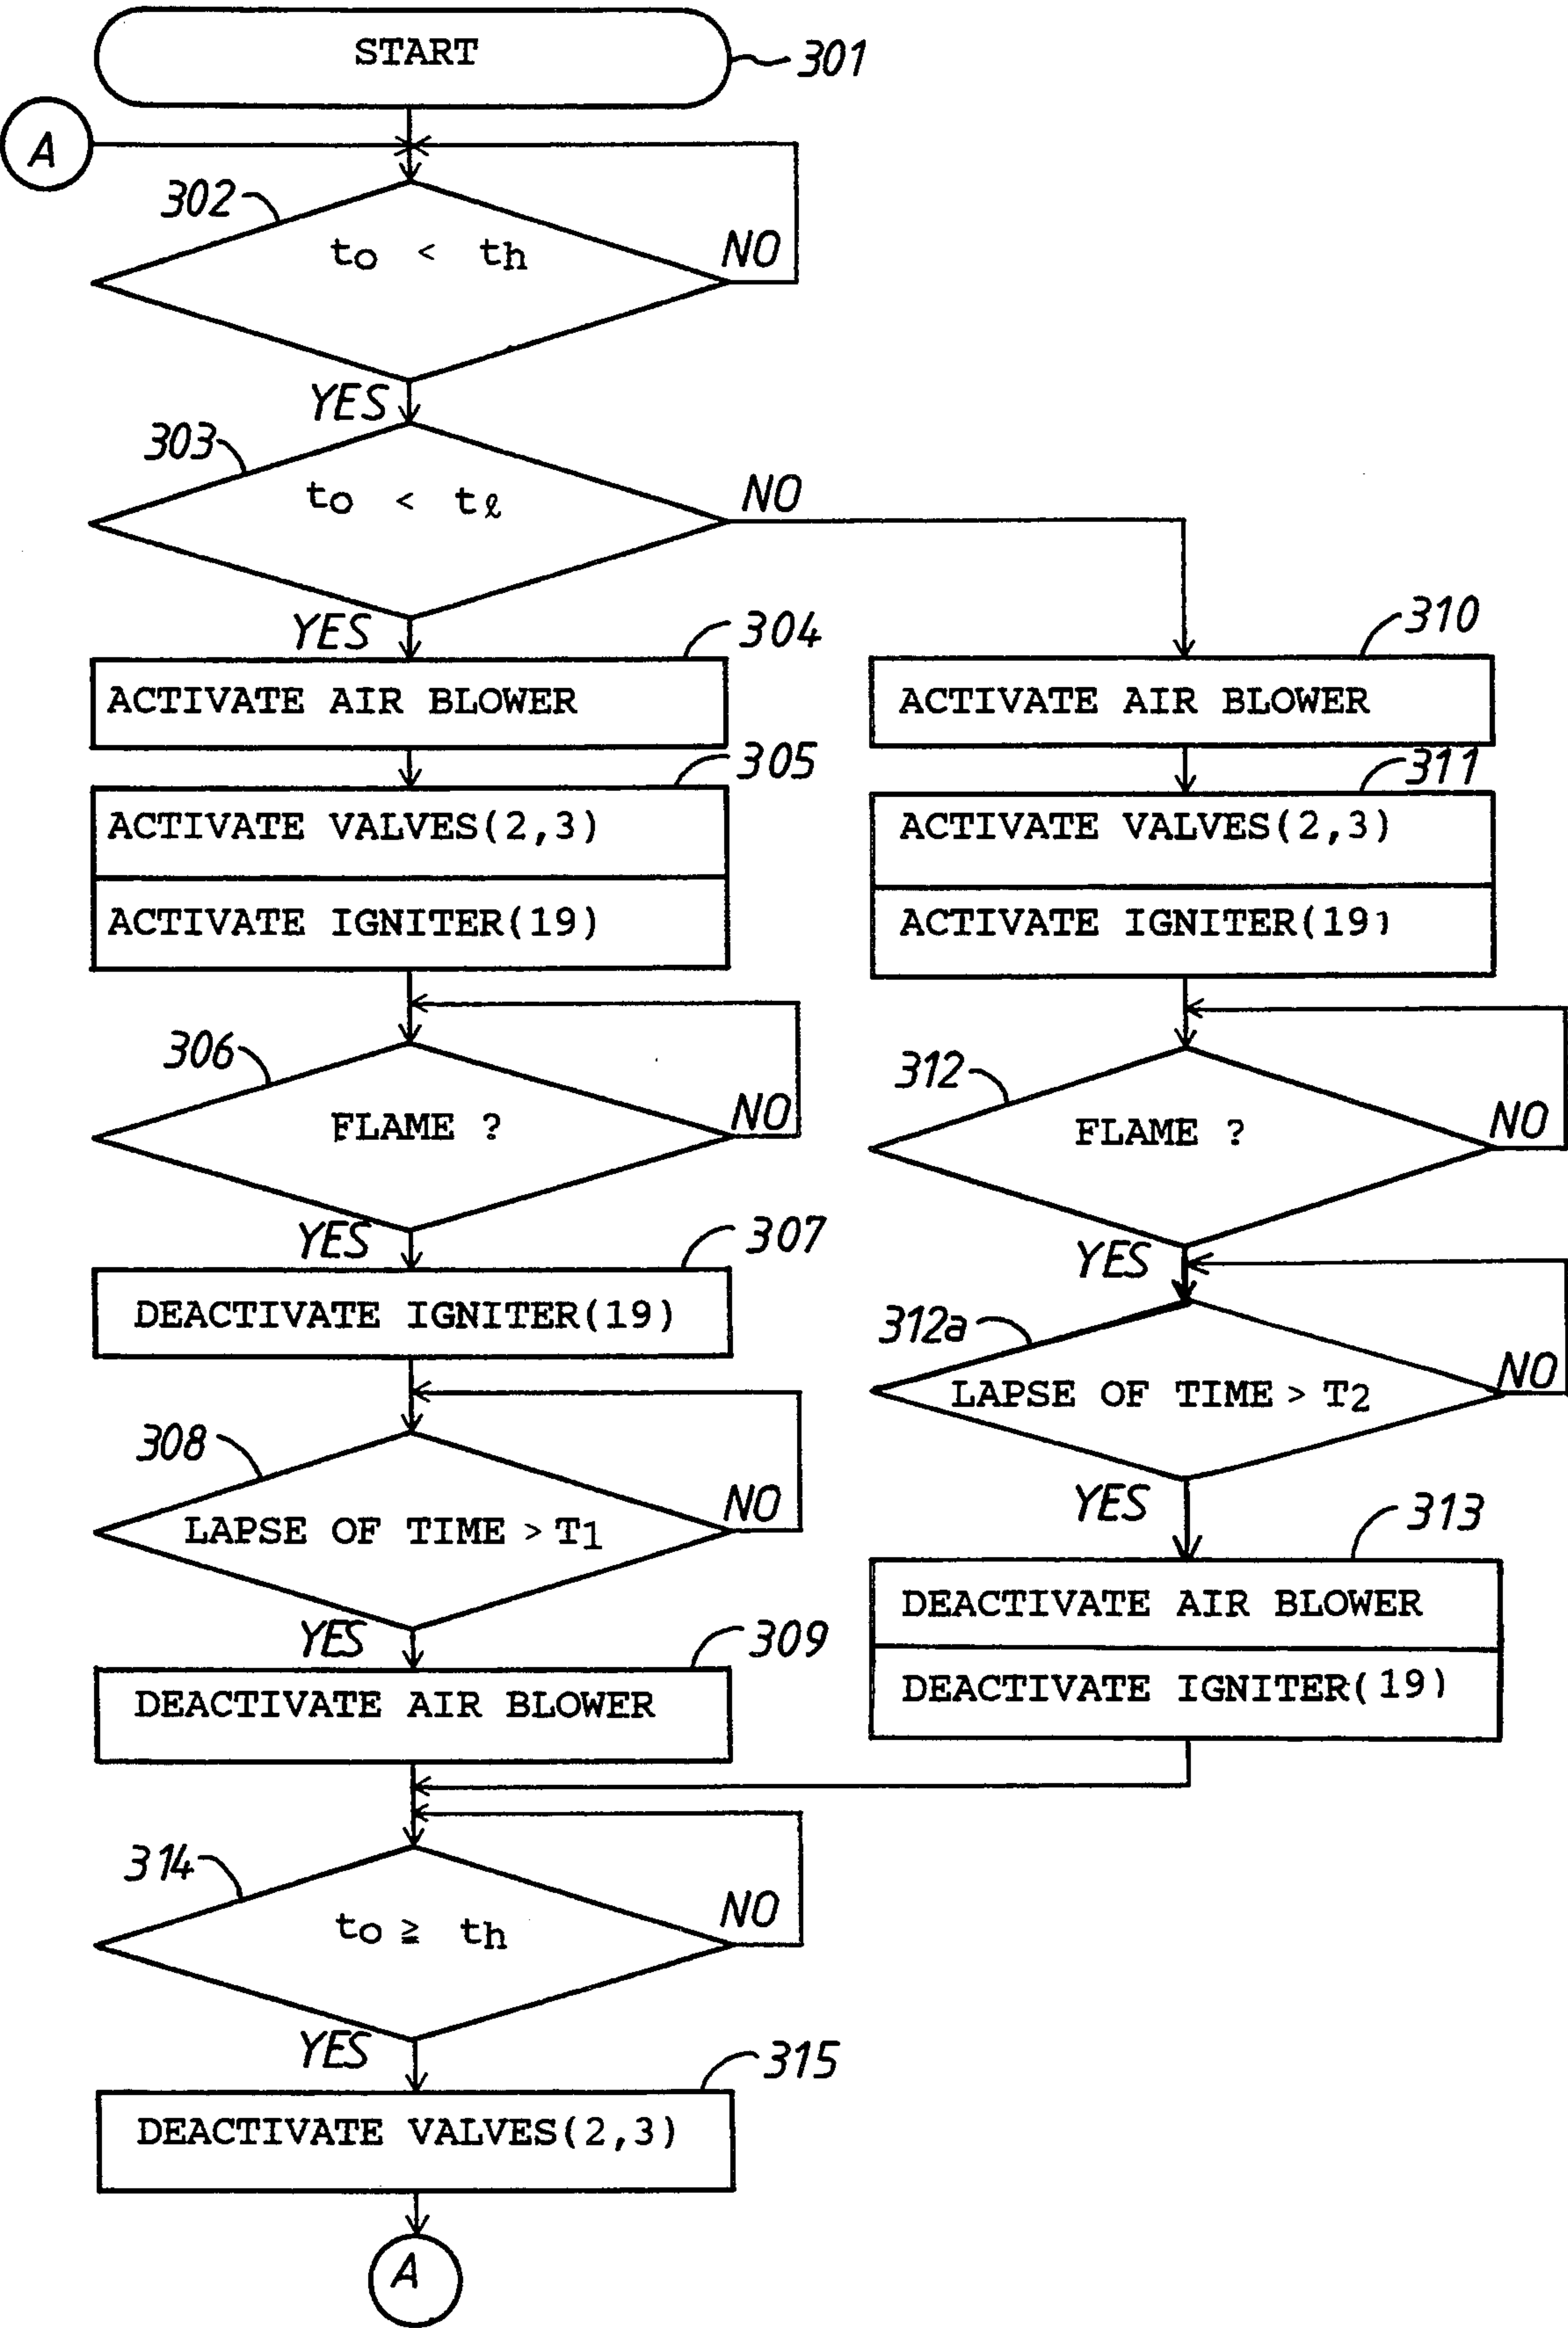 START
301
A
302
to < th
NO
YES
303
to < tℓ
NO
YES
304
ACTIVATE AIR BLOWER
305
ACTIVATE VALVES(2,3)
ACTIVATE IGNITER(19)
306
FLAME ?
NO
YES
307
DEACTIVATE IGNITER(19)
308
LAPSE OF TIME > T1
NO
YES
309
DEACTIVATE AIR BLOWER
310
ACTIVATE AIR BLOWER
311
ACTIVATE VALVES(2,3)
ACTIVATE IGNITER(19)
312
FLAME ?
NO
YES
312a
LAPSE OF TIME > T2
NO
YES
313
DEACTIVATE AIR BLOWER
DEACTIVATE IGNITER(19)
314
to ≧ th
NO
YES
315
DEACTIVATE VALVES(2,3)
A